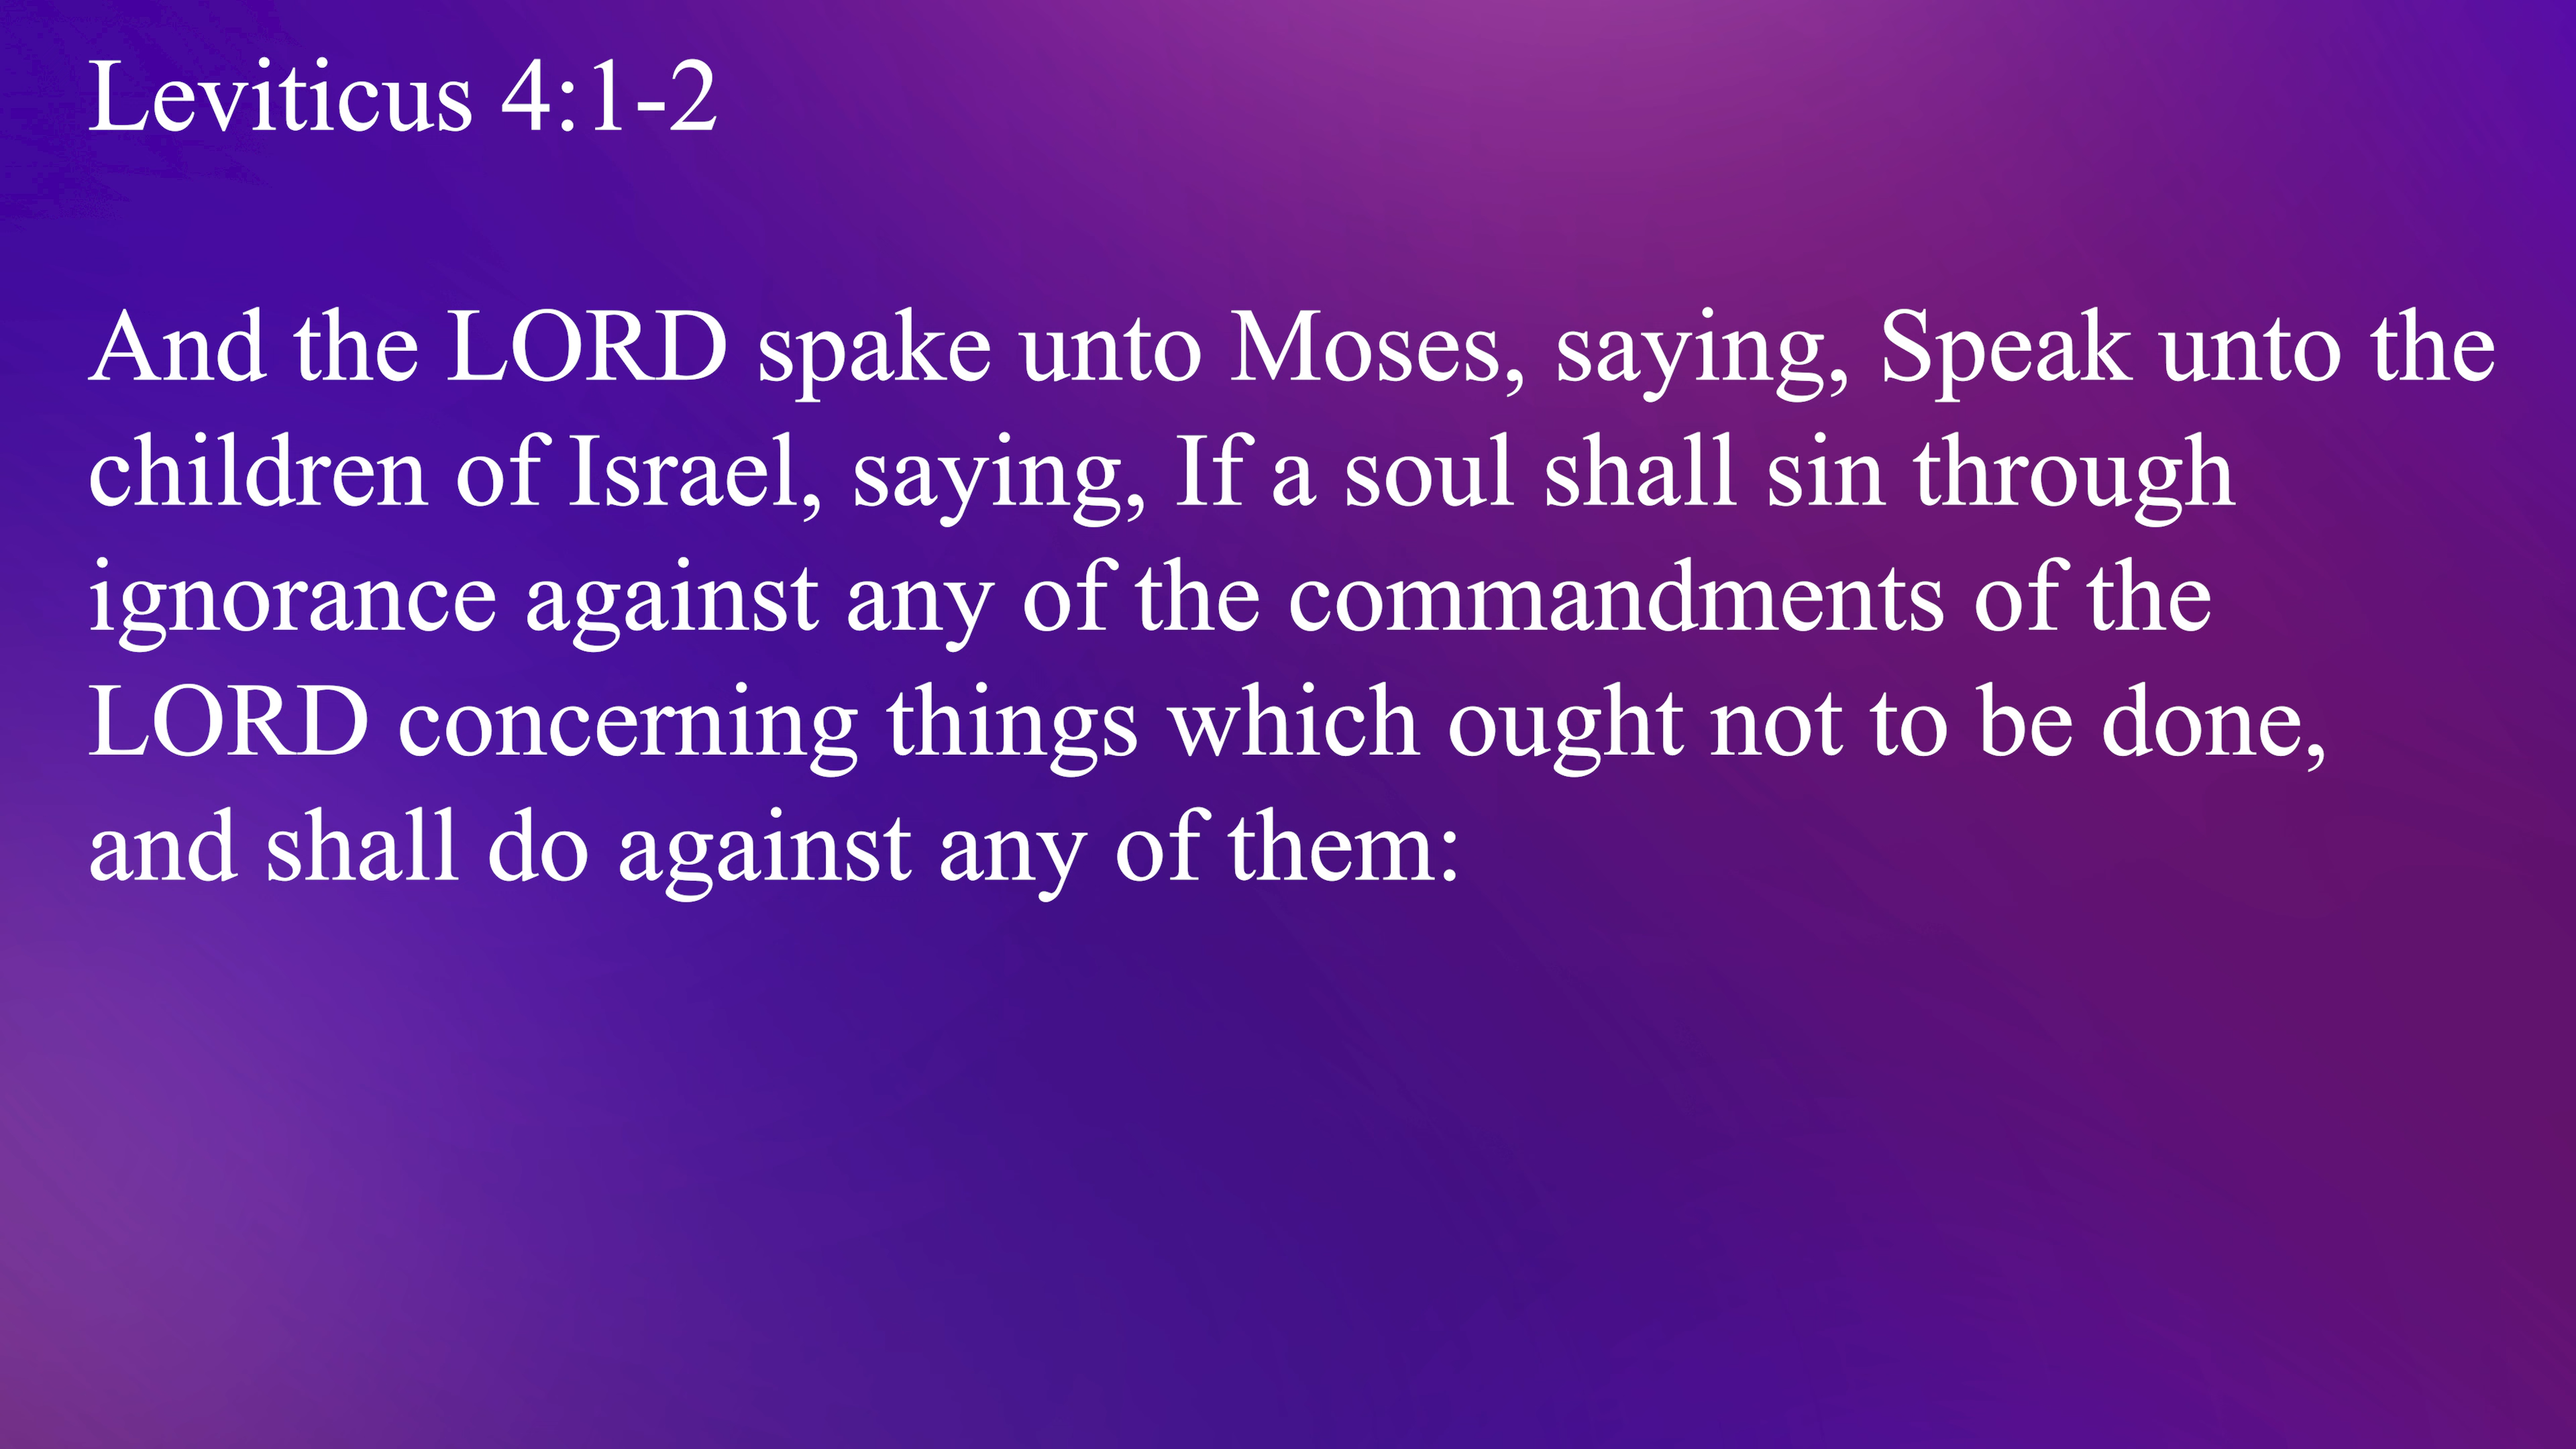 Leviticus 4:1-2
And the LORD spake unto Moses, saying, Speak unto the
children of Israel, saying, If a soul shall sin through
ignorance against any of the commandments of the
LORD concerning things which ought not to be done,
and shall do against any of them: